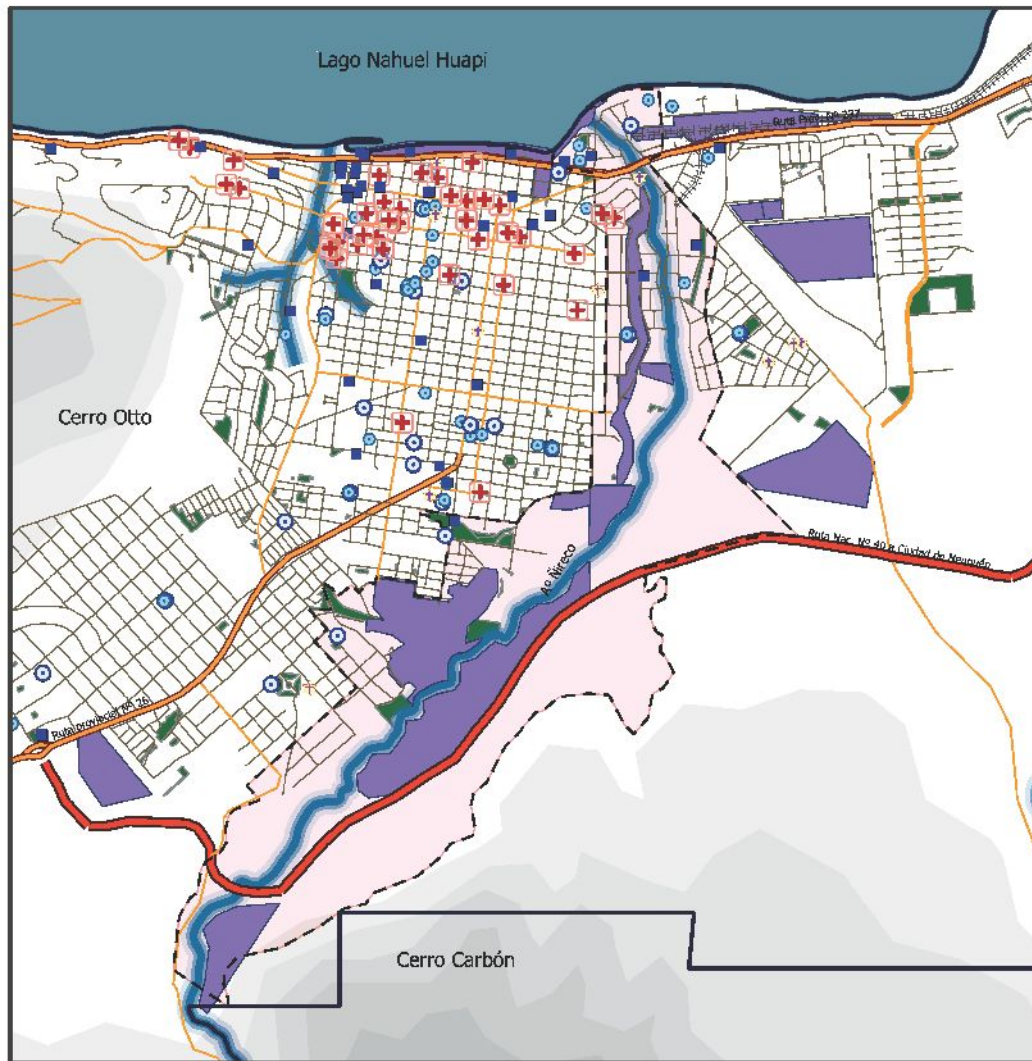 Lago Nahuel Huapi
Ruta Prov. Nº 237
Cerro Otto
Aº Ñireco
Ruta Nac. Nº 40 a Ciudad de Neuquén
Ruta provincial Nº 26
Cerro Carbón